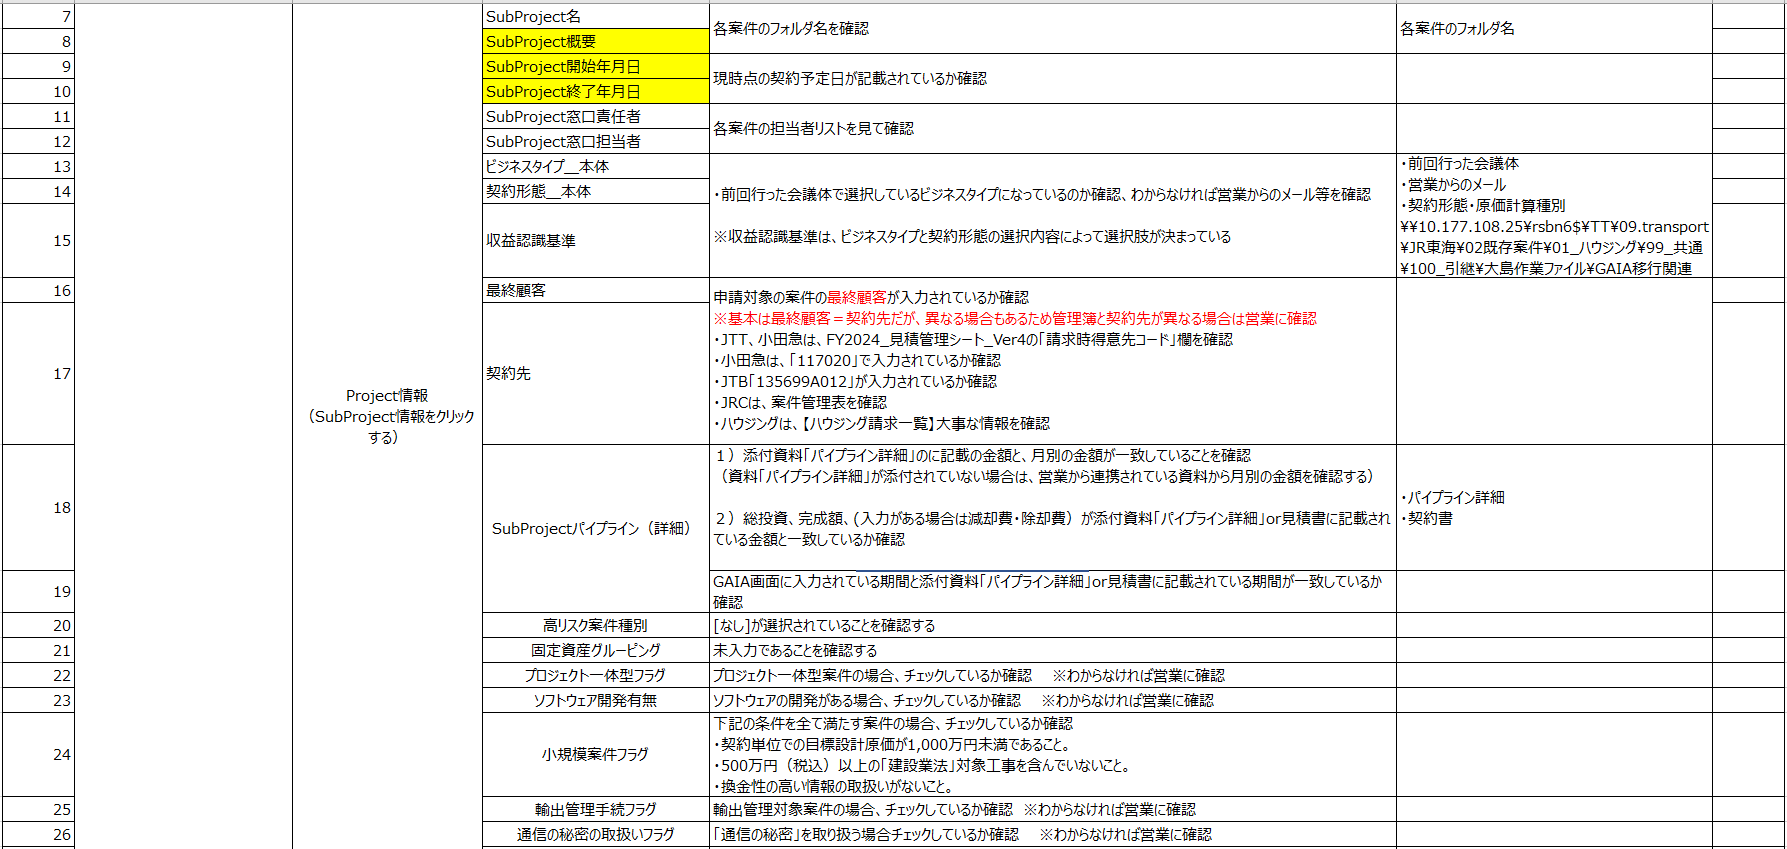 7
SubProject名
各案件のフォルダ名を確認
各案件のフォルダ名
8
SubProject概要
9
SubProject開始年月日
現時点の契約予定日が記載されているか確認
10
SubProject終了年月日
11
SubProject窓口責任者
各案件の担当者リストを見て確認
12
SubProject窓口担当者
13
ビジネスタイプ＿本体
14
契約形態＿本体
15
収益認識基準
・前回行った会議体で選択しているビジネスタイプになっているのか確認、わからなければ営業からのメール等を確認
※収益認識基準は、ビジネスタイプと契約形態の選択内容によって選択肢が決まっている
・前回行った会議体
・営業からのメール
・契約形態・原価計算種別
¥¥10.177.108.25¥rsbn6$¥TT¥09.transport
¥JR東海¥02既存案件¥01_ハウジング¥99_共通
¥100_引継¥大島作業ファイル¥GAIA移行関連
16
最終顧客
17
契約先
申請対象の案件の最終顧客が入力されているか確認
※基本は最終顧客＝契約先だが、異なる場合もあるため管理簿と契約先が異なる場合は営業に確認
・JTT、小田急は、FY2024_見積管理シート_Ver4の「請求時得意先コード」欄を確認
・小田急は、「117020」で入力されているか確認
・JTB「135699A012」が入力されているか確認
・JRCは、案件管理表を確認
・ハウジングは、【ハウジング請求一覧】大事な情報を確認
Project情報
（SubProject情報をクリック
する）
18
SubProjectパイプライン（詳細）
１）添付資料「パイプライン詳細」のに記載の金額と、月別の金額が一致していることを確認
（資料「パイプライン詳細」が添付されていない場合は、営業から連携されている資料から月別の金額を確認する）
２）総投資、完成額、(入力がある場合は減却費・除却費）が添付資料「パイプライン詳細」or見積書に記載され
ている金額と一致しているか確認
・パイプライン詳細
・契約書
19
GAIA画面に入力されている期間と添付資料「パイプライン詳細」or見積書に記載されている期間が一致しているか
確認
20
高リスク案件種別
[なし]が選択されていることを確認する
21
固定資産グルーピング
未入力であることを確認する
22
プロジェクト一体型フラグ
プロジェクト一体型案件の場合、チェックしているか確認　※わからなければ営業に確認
23
ソフトウェア開発有無
ソフトウェアの開発がある場合、チェックしているか確認　※わからなければ営業に確認
24
小規模案件フラグ
下記の条件を全て満たす案件の場合、チェックしているか確認
・契約単位での目標設計原価が1,000万円未満であること。
・500万円（税込）以上の「建設業法」対象工事を含んでいないこと。
・換金性の高い情報の取扱いがないこと。
25
輸出管理手続フラグ
輸出管理対象案件の場合、チェックしているか確認　※わからなければ営業に確認
26
通信の秘密の取扱いフラグ
「通信の秘密」を取り扱う場合チェックしているか確認　※わからなければ営業に確認